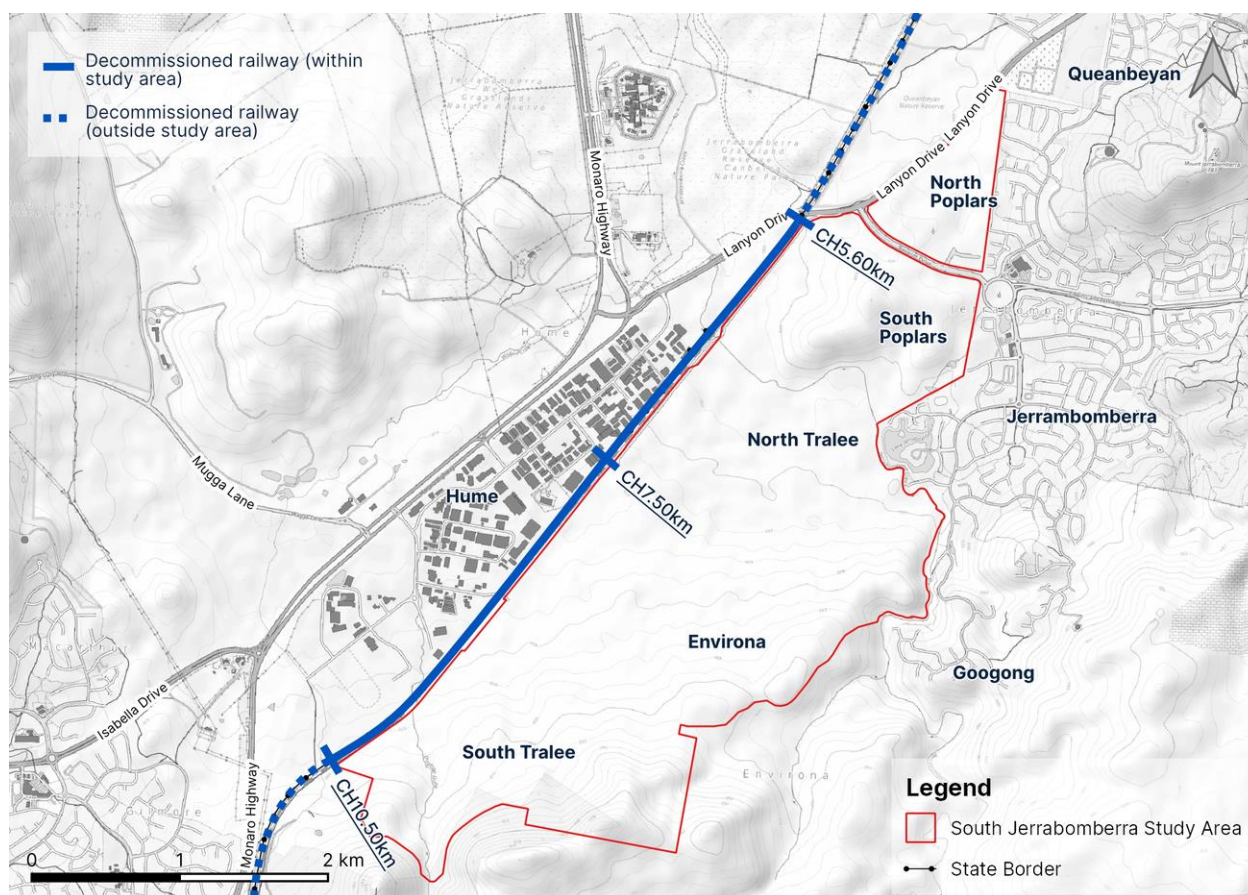 Decommissioned railway (within
study area)
Decommissioned railway
(outside study area)
Queanbeyan
Lanyon Drive
Lanyon Drive
North
Poplars
Monaro Highway
Lanyon Drive
CH5.60km
South
Poplars
Jerrambomberra
North Tralee
Mugga Lane
Hume
CH7.50km
Environa
Googong
Isabella Drive
South Tralee
Environa
Monaro Highway
CH10.50km
Legend
South Jerrabomberra Study Area
State Border
0 1 2 km